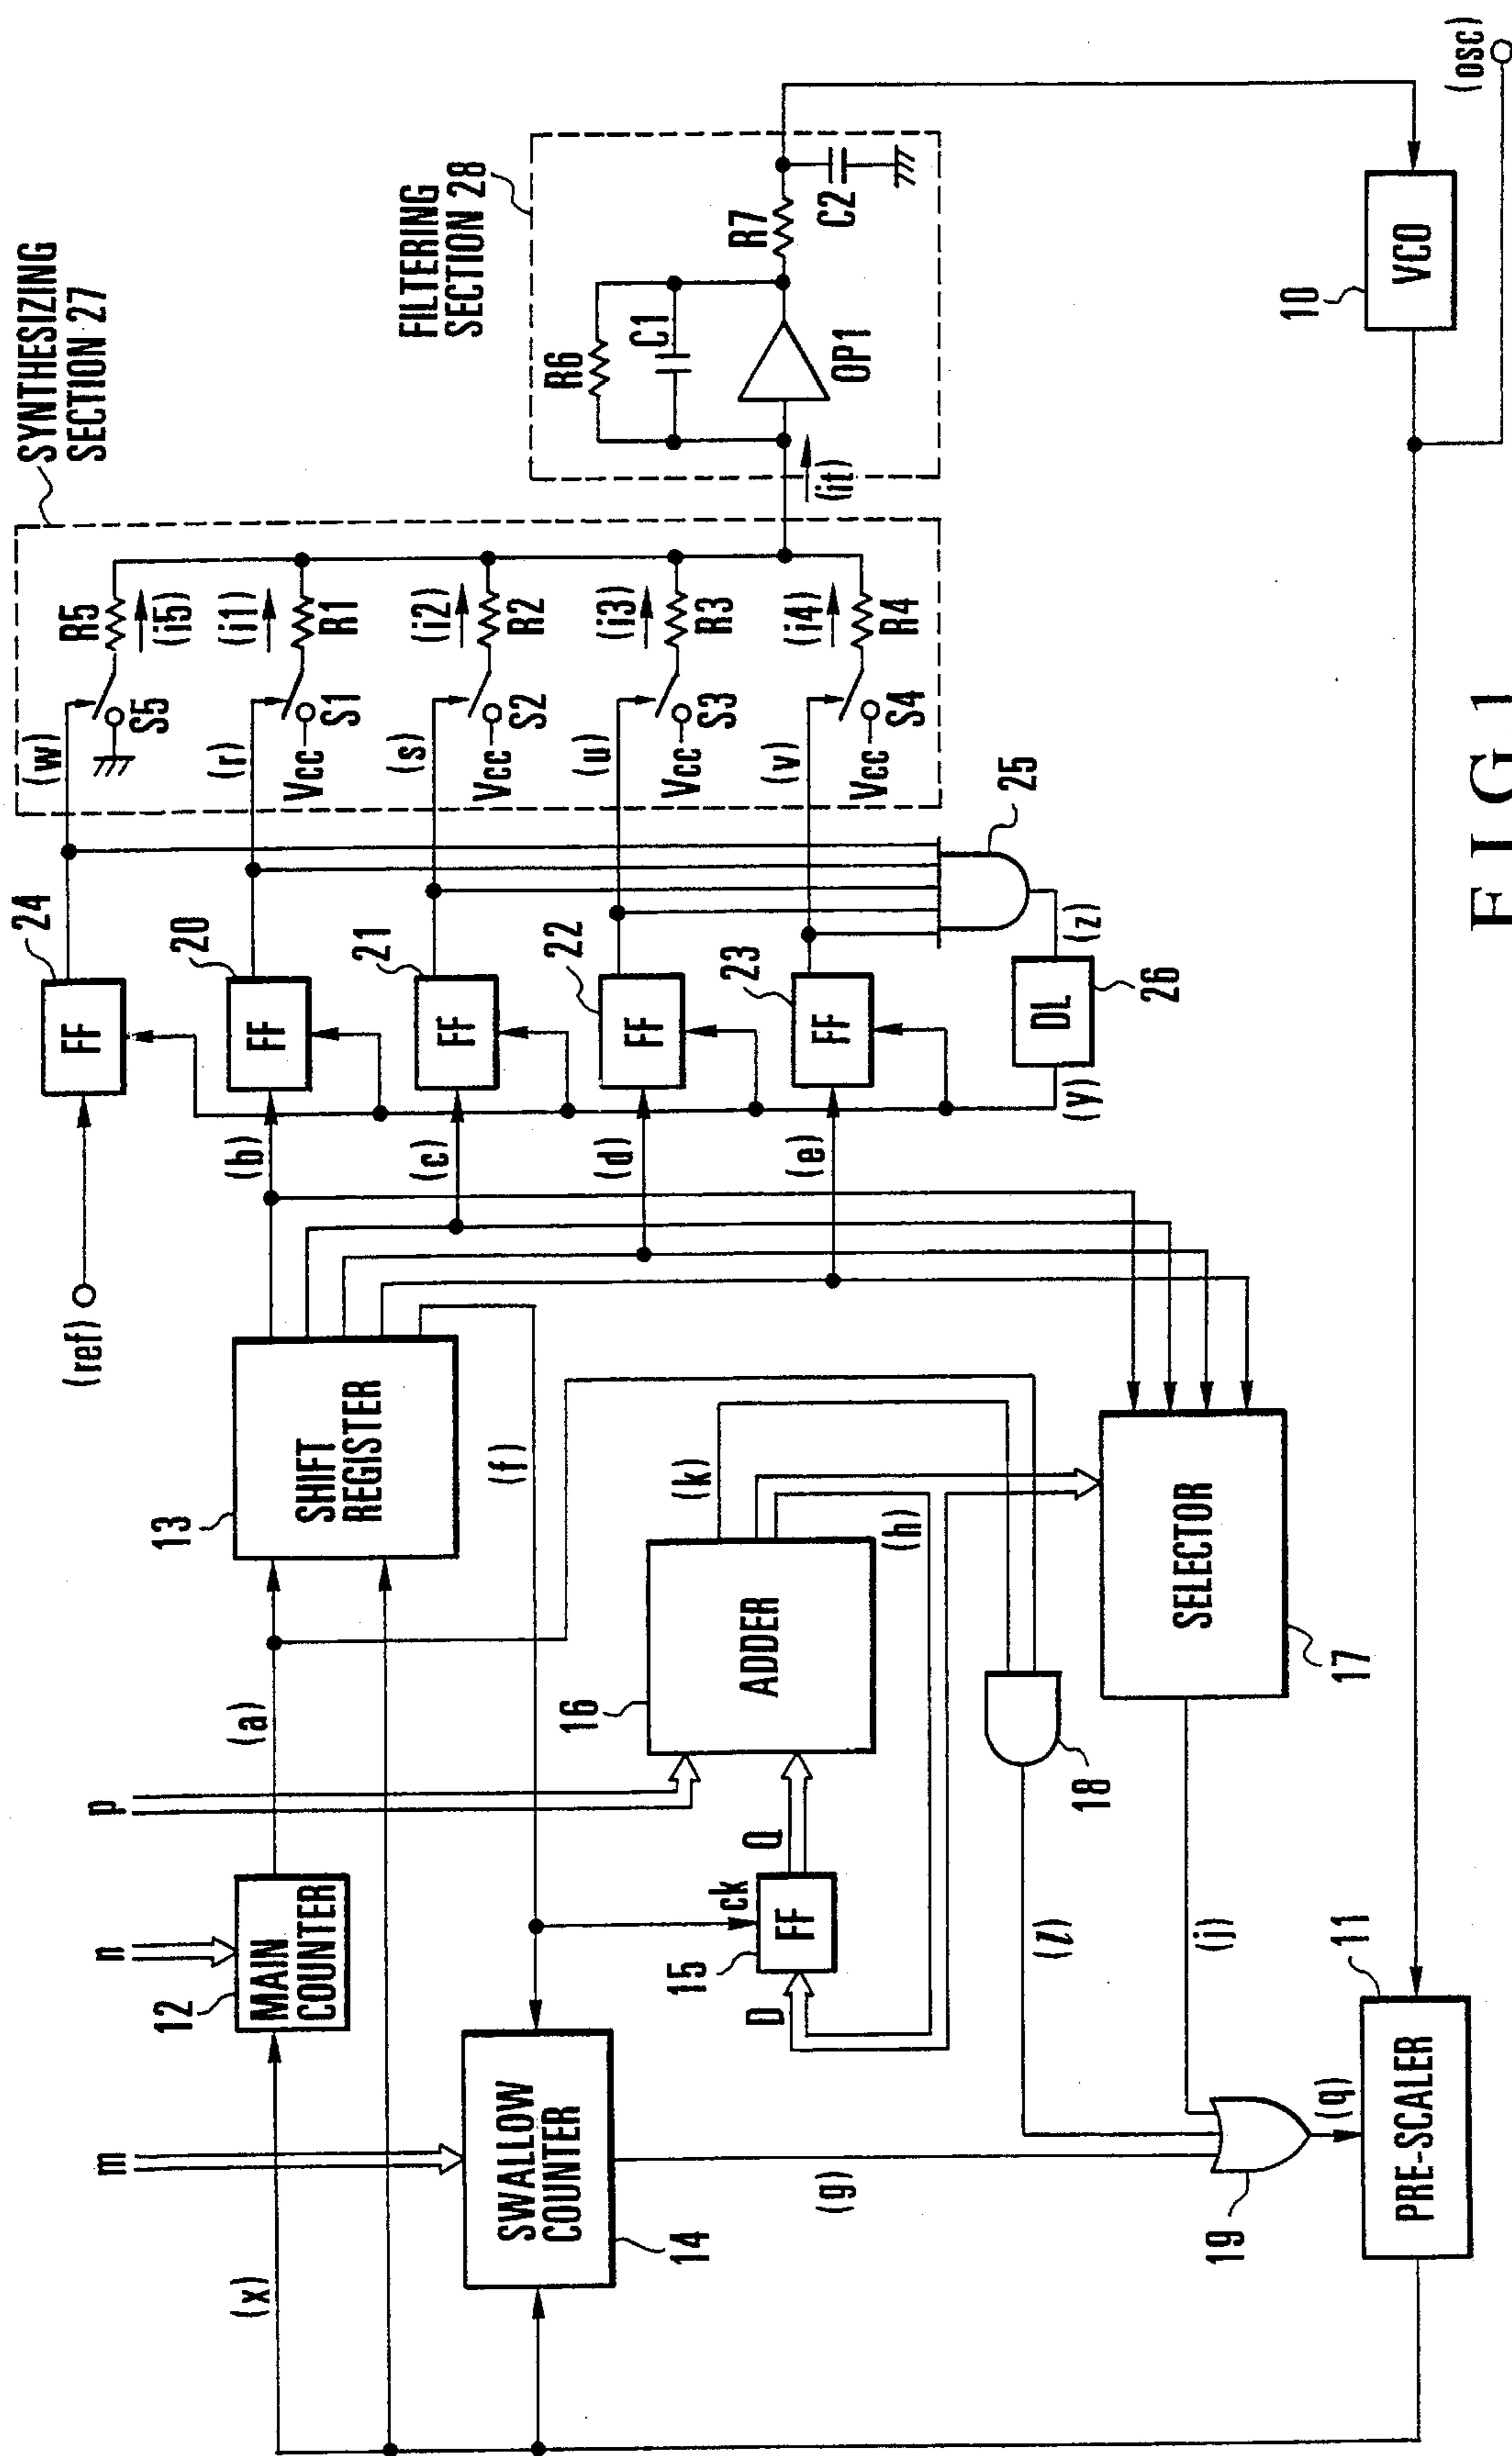 SYNTHESIZING
SECTION 27
FILTERING
SECTION 28
24
FF
(w)
S5
R5
(i5)
(ref)
20
FF
(b)
(r)
Vcc
S1
R1
(i1)
21
FF
(c)
(s)
Vcc
S2
R2
(i2)
22
FF
(d)
(u)
Vcc
S3
R3
(i3)
23
FF
(e)
(v)
Vcc
S4
R4
(i4)
(it)
R6
C1
OP1
R7
C2
25
(z)
DL
26
(y)
n
m
p
(x)
12
MAIN
COUNTER
(a)
13
SHIFT
REGISTER
(f)
SWALLOW
COUNTER
14
(g)
ck
15
FF
D
Q
16
ADDER
(k)
(h)
18
(l)
SELECTOR
17
(j)
19
(q)
11
PRE-SCALER
10
VCO
(osc)
FIG.1